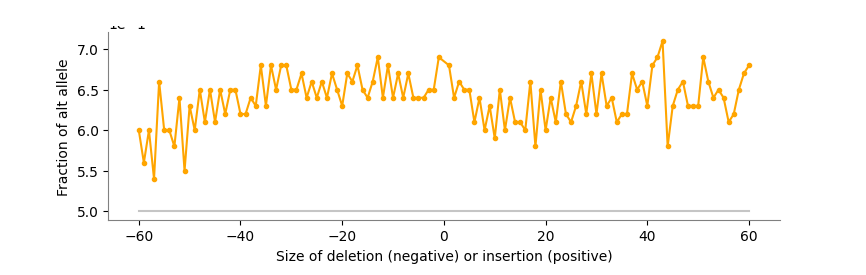 7.0
6.5
6.0
5.5
5.0
Fraction of alt allele
−60 −40 −20 0 20 40 60
Size of deletion (negative) or insertion (positive)